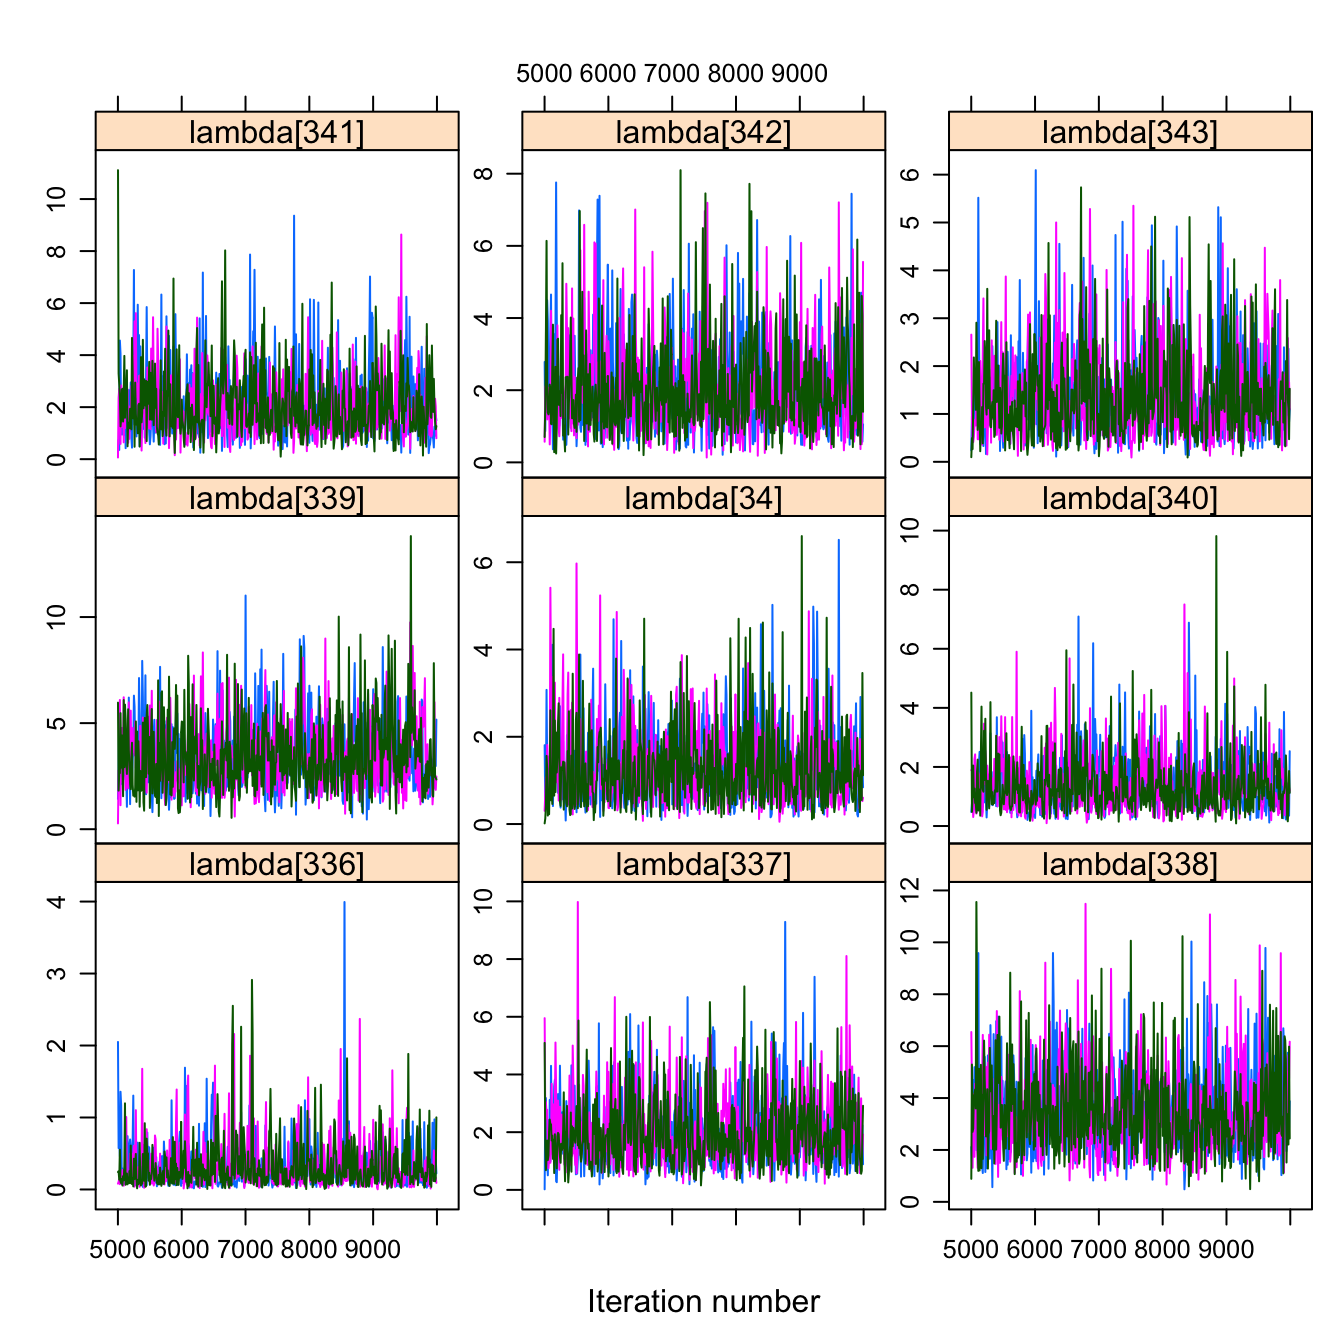 5000 6000 7000 8000 9000
lambda[341] lambda[342] lambda[343]
0 2 4 6 8 10
0 2 4 6 8
0 1 2 3 4 5 6
lambda[339] lambda[34] lambda[340]
0 5 10
0 2 4 6
0 2 4 6 8 10
lambda[336] lambda[337] lambda[338]
0 1 2 3 4
0 2 4 6 8 10
0 2 4 6 8 10 12
5000 6000 7000 8000 9000 5000 6000 7000 8000 9000
Iteration number